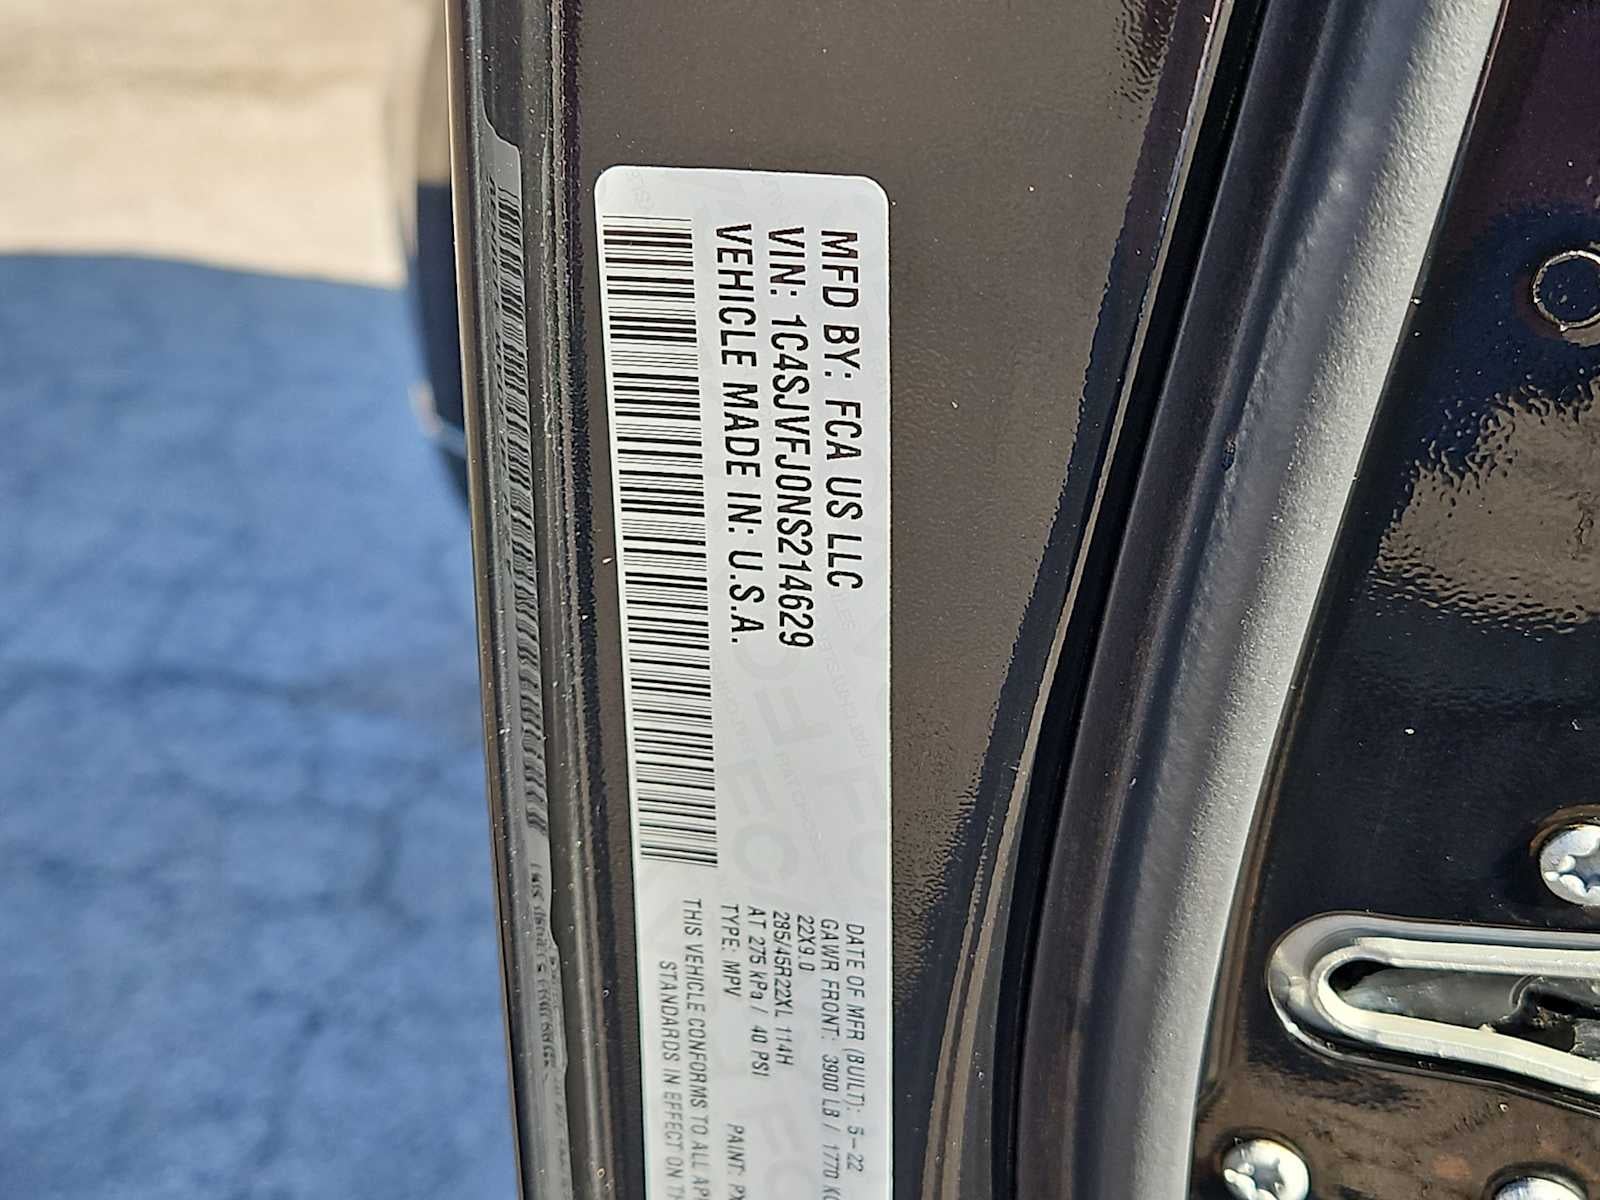 MFD BY: FCA US LLC
VIN: 1C4SJVFJ0NS214629
VEHICLE MADE IN: U.S.A.
DATE OF MFR (BUILT): 5-22
GAWR FRONT: 3900 LB / 1770
22X9.0
285/45R22XL 114H
AT 275 kPa / 40 PSI
TYPE: MPV
PAINT:
THIS VEHICLE CONFORMS TO ALL
STANDARDS IN EFFECT ON